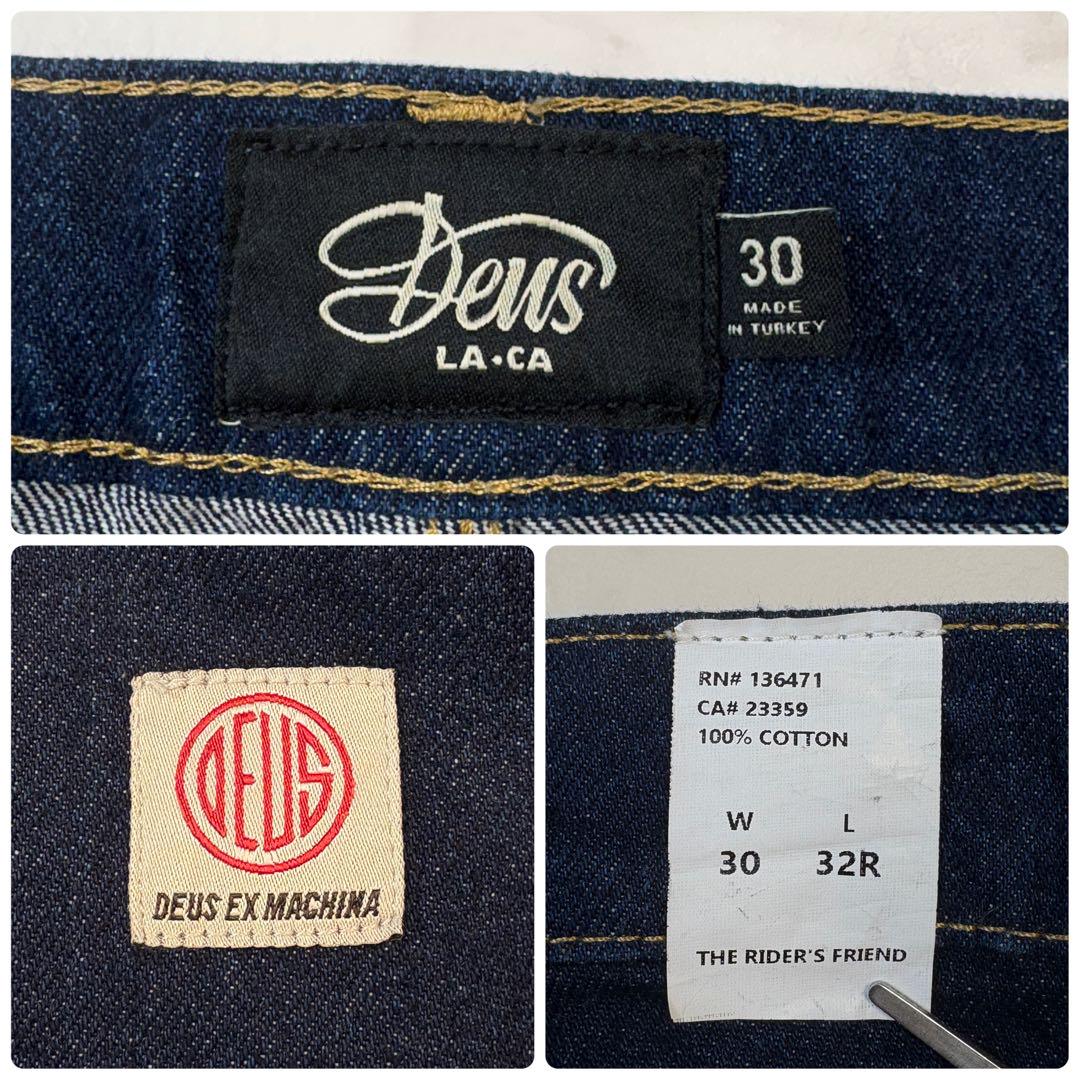 Deus
LA·CA
30
MADE
IN TURKEY
DEUS
DEUS EX MACHINA
RN# 136471
CA# 23359
100% COTTON
W L
30 32R
THE RIDER'S FRIEND